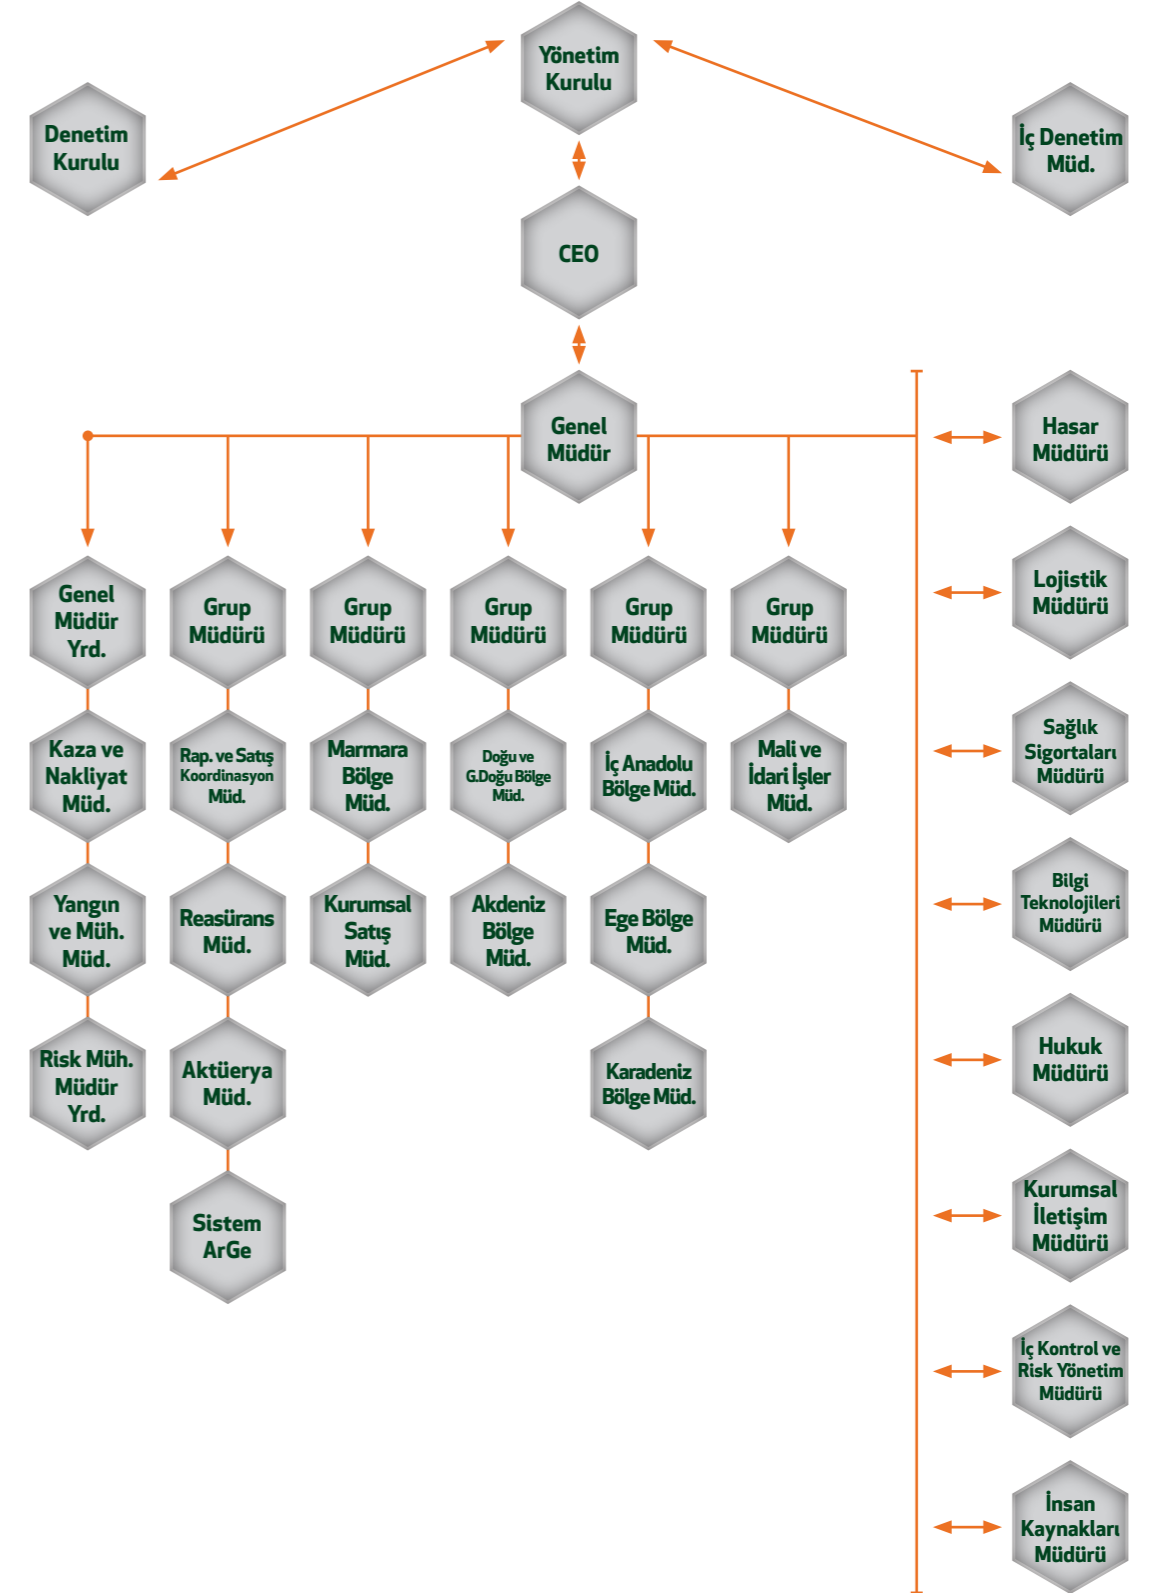 Yönetim
Kurulu
Denetim
Kurulu
İç Denetim
Müd.
CEO
Genel
Müdür
Hasar
Müdürü
Lojistik
Müdürü
Sağlık
Sigortaları
Müdürü
Bilgi
Teknolojileri
Müdürü
Hukuk
Müdürü
Kurumsal
İletişim
Müdürü
İç Kontrol ve
Risk Yönetim
Müdürü
İnsan
Kaynakları
Müdürü
Genel
Müdür
Yrd.
Kaza ve
Nakliyat
Müd.
Yangın
ve Müh.
Müd.
Risk Müh.
Müdür
Yrd.
Grup
Müdürü
Rap. ve Satış
Koordinasyon
Müd.
Reasürans
Müd.
Aktüerya
Müd.
Sistem
ArGe
Grup
Müdürü
Marmara
Bölge
Müd.
Kurumsal
Satış
Müd.
Grup
Müdürü
Doğu ve
G.Doğu Bölge
Müd.
Akdeniz
Bölge
Müd.
Grup
Müdürü
İç Anadolu
Bölge Müd.
Ege Bölge
Müd.
Karadeniz
Bölge Müd.
Grup
Müdürü
Mali ve
İdari İşler
Müd.